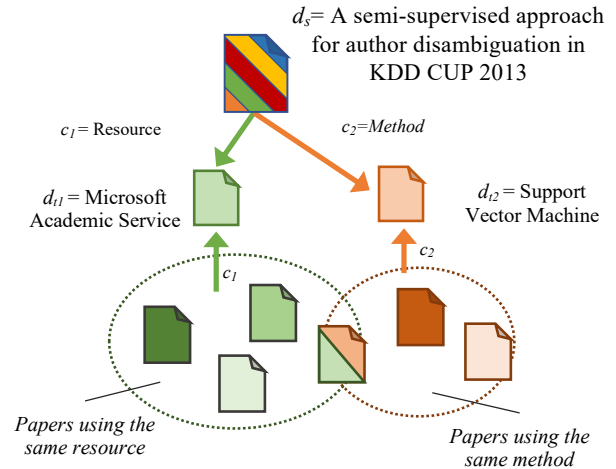 dₛ= A semi-supervised approach
for author disambiguation in
KDD CUP 2013
c₁= Resource
c₂=Method
dₜ₁ = Microsoft
Academic Service
dₜ₂ = Support
Vector Machine
c₁
c₂
Papers using the
same resource
Papers using the
same method